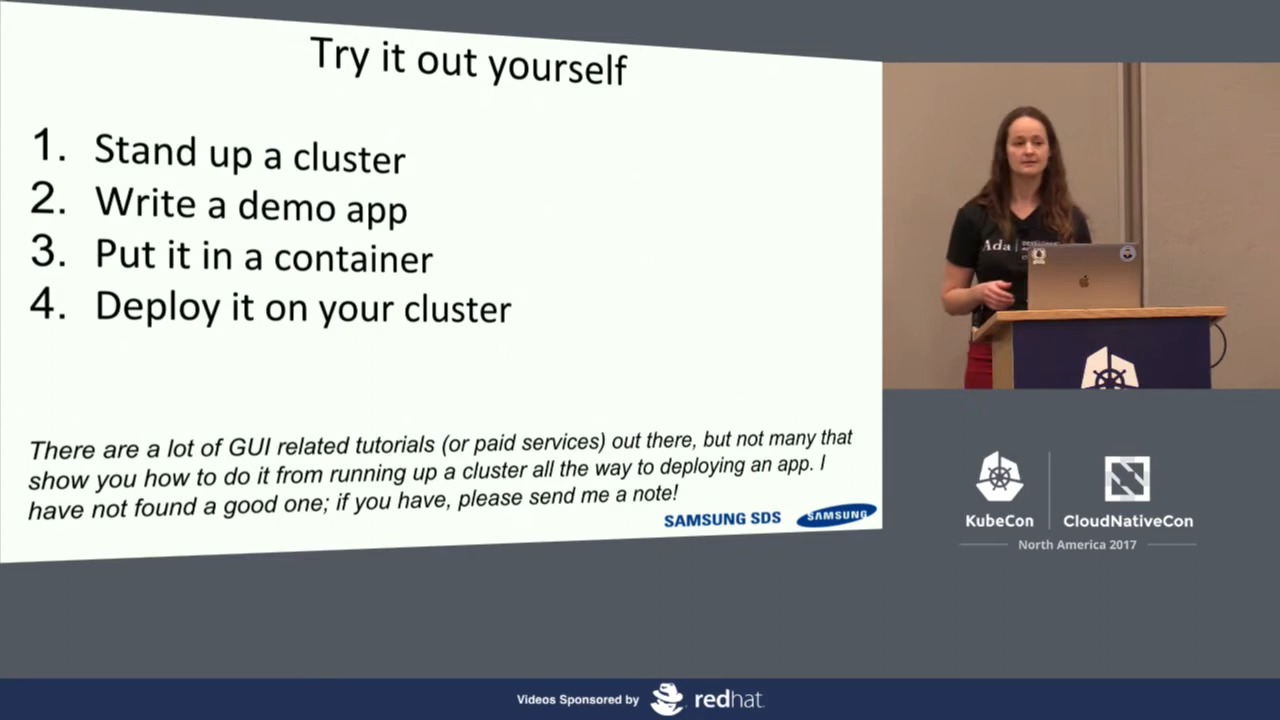 Try it out yourself
1. Stand up a cluster
2. Write a demo app
3. Put it in a container
4. Deploy it on your cluster
There are a lot of GUI related tutorials (or paid services) out there, but not many that
show you how to do it from running up a cluster all the way to deploying an app. I
have not found a good one; if you have, please send me a note!
SAMSUNG SDS
SAMSUNG
Ada
KubeCon
CloudNativeCon
North America 2017
Videos Sponsored by
redhat